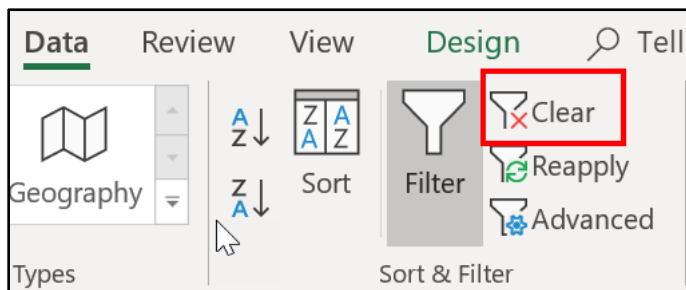 Data Review View Design Tell
Geography
A
Z
Z
A
Z A
A Z
Sort
Filter
Clear
Reapply
Advanced
Types
Sort & Filter